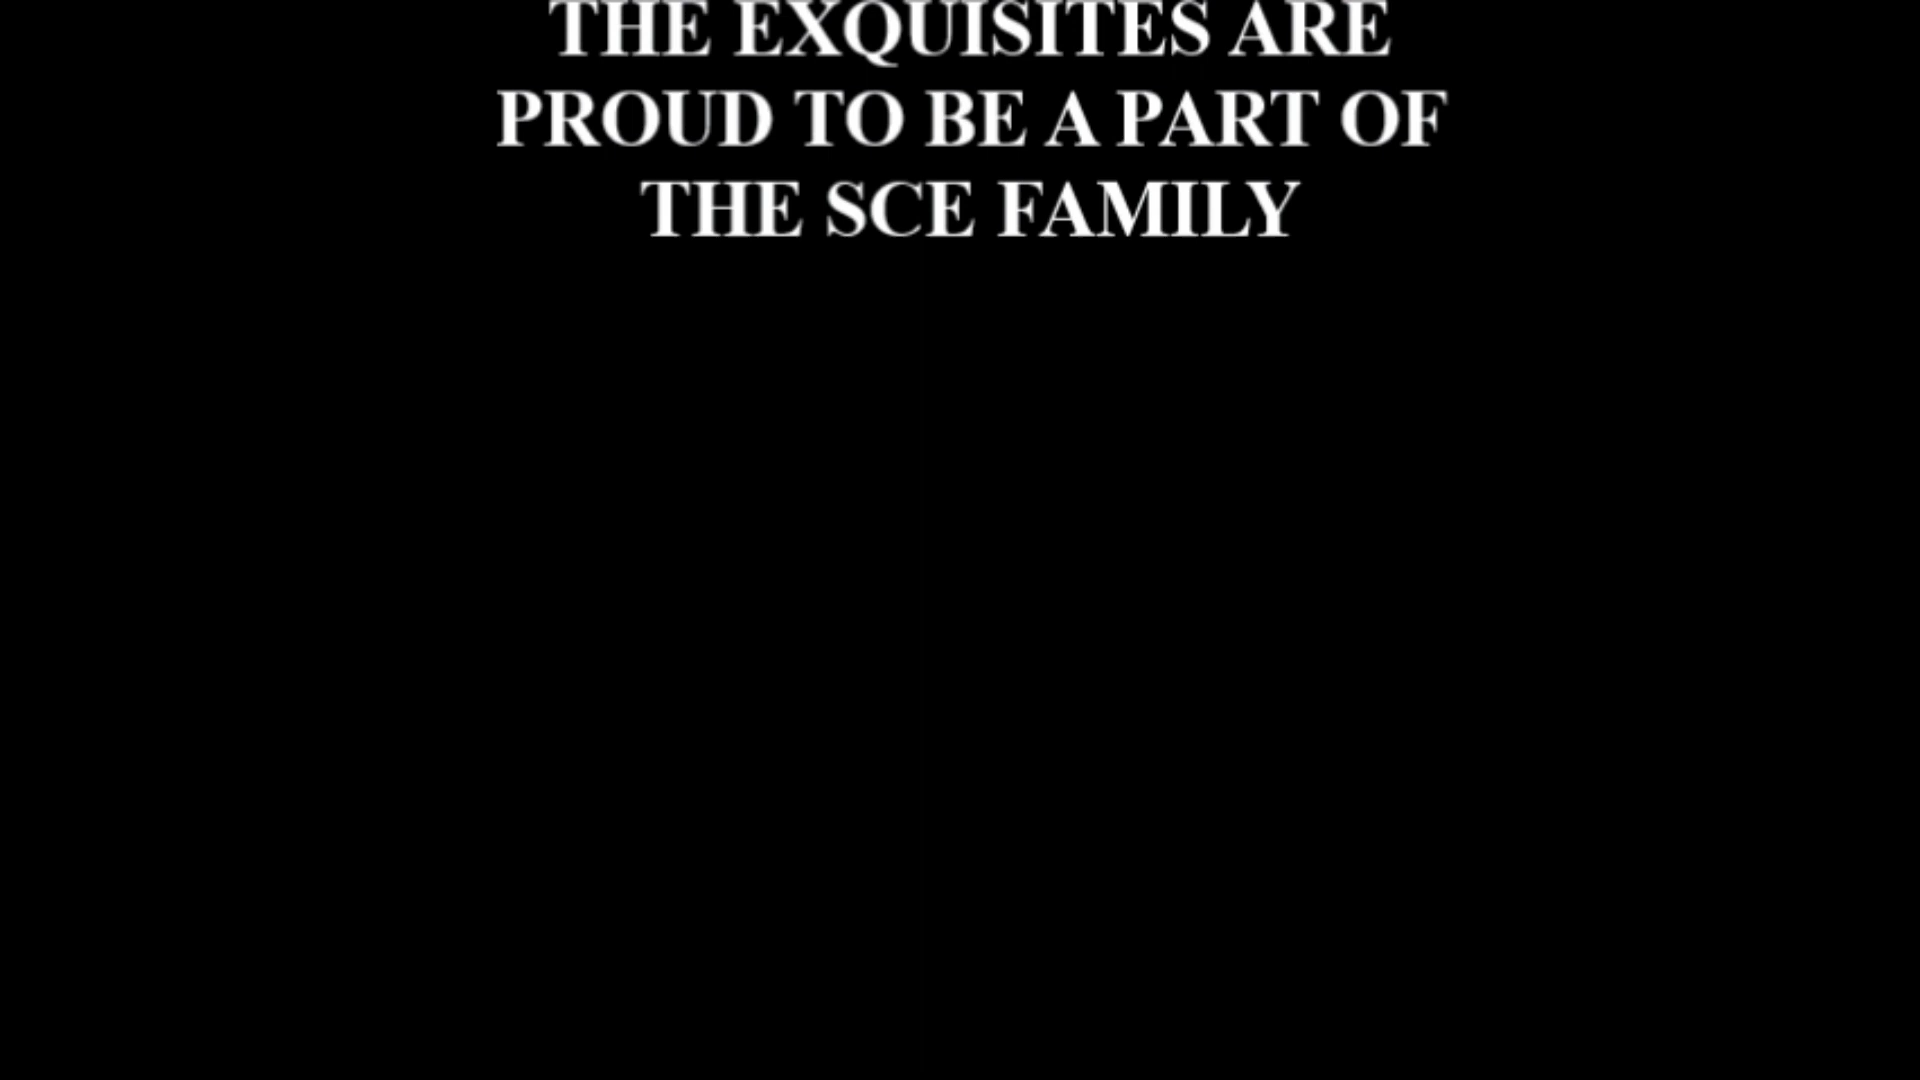 THE EXQUISITES ARE
PROUD TO BE A PART OF
THE SCE FAMILY